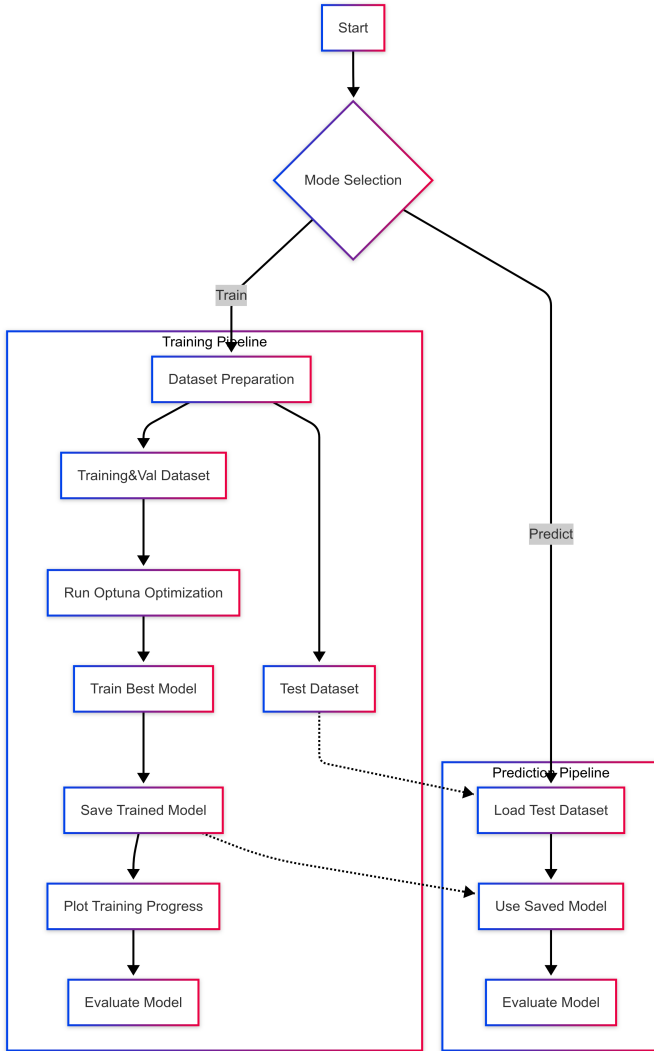 Start
Mode Selection
Train
Training Pipeline
Dataset Preparation
Training&Val Dataset
Predict
Run Optuna Optimization
Train Best Model
Test Dataset
Prediction Pipeline
Save Trained Model
Load Test Dataset
Plot Training Progress
Use Saved Model
Evaluate Model
Evaluate Model